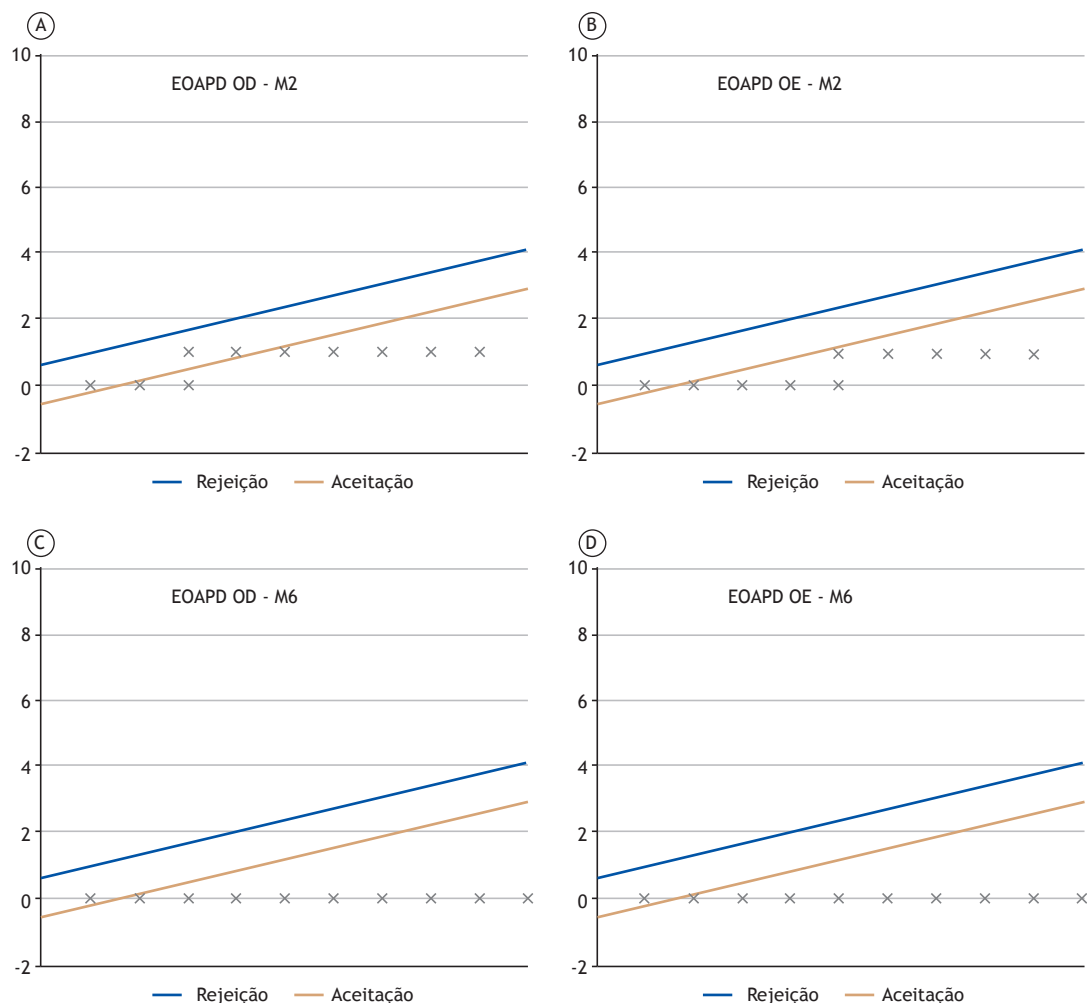 A
EOAPD OD - M2
10
8
6
4
2
0
-2
Rejeição Aceitação
B
EOAPD OE - M2
10
8
6
4
2
0
-2
Rejeição Aceitação
C
EOAPD OD - M6
10
8
6
4
2
0
-2
Rejeição Aceitação
D
EOAPD OE - M6
10
8
6
4
2
0
-2
Rejeição Aceitação